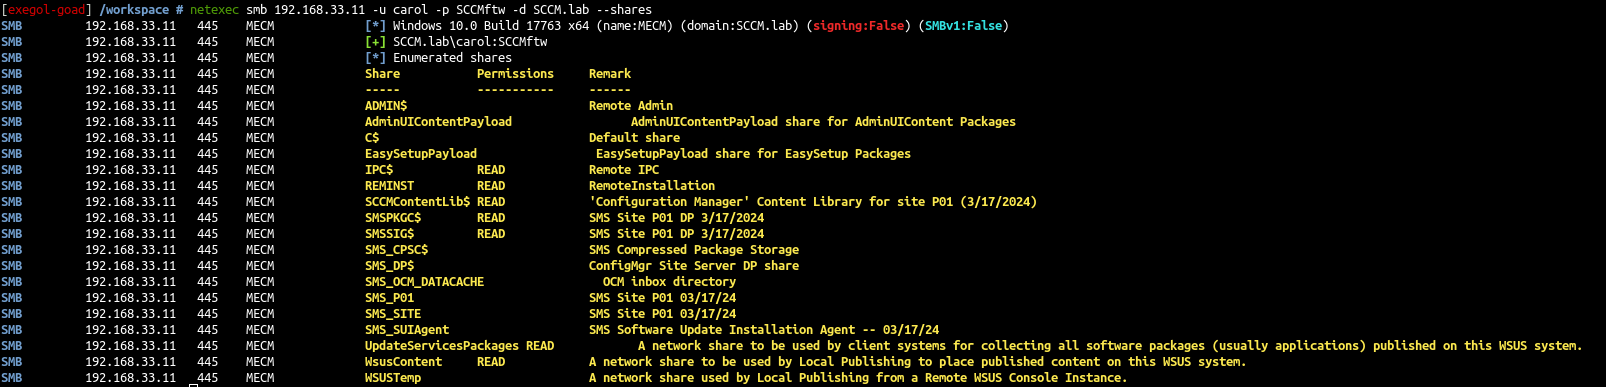 [exegol-goad] /workspace # netexec smb 192.168.33.11 -u carol -p SCCMftw -d SCCM.lab --shares
SMB 192.168.33.11 445 MECM [*] Windows 10.0 Build 17763 x64 (name:MECM) (domain:SCCM.lab) (signing:False) (SMBv1:False)
SMB 192.168.33.11 445 MECM [+] SCCM.lab\carol:SCCMftw
SMB 192.168.33.11 445 MECM [*] Enumerated shares
SMB 192.168.33.11 445 MECM Share Permissions Remark
SMB 192.168.33.11 445 MECM ----- ----------- ------
SMB 192.168.33.11 445 MECM ADMIN$ Remote Admin
SMB 192.168.33.11 445 MECM AdminUIContentPayload AdminUIContentPayload share for AdminUIContent Packages
SMB 192.168.33.11 445 MECM C$ Default share
SMB 192.168.33.11 445 MECM EasySetupPayload EasySetupPayload share for EasySetup Packages
SMB 192.168.33.11 445 MECM IPC$ READ Remote IPC
SMB 192.168.33.11 445 MECM REMINST READ RemoteInstallation
SMB 192.168.33.11 445 MECM SCCMContentLib$ READ 'Configuration Manager' Content Library for site P01 (3/17/2024)
SMB 192.168.33.11 445 MECM SMSPKGC$ READ SMS Site P01 DP 3/17/2024
SMB 192.168.33.11 445 MECM SMSSIG$ READ SMS Site P01 DP 3/17/2024
SMB 192.168.33.11 445 MECM SMS_CPSC$ SMS Compressed Package Storage
SMB 192.168.33.11 445 MECM SMS_DP$ ConfigMgr Site Server DP share
SMB 192.168.33.11 445 MECM SMS_OCM_DATACACHE OCM inbox directory
SMB 192.168.33.11 445 MECM SMS_P01 SMS Site P01 03/17/24
SMB 192.168.33.11 445 MECM SMS_SITE SMS Site P01 03/17/24
SMB 192.168.33.11 445 MECM SMS_SUIAgent SMS Software Update Installation Agent -- 03/17/24
SMB 192.168.33.11 445 MECM UpdateServicesPackages READ A network share to be used by client systems for collecting all software packages (usually applications) published on this WSUS system.
SMB 192.168.33.11 445 MECM WsusContent READ A network share to be used by Local Publishing to place published content on this WSUS system.
SMB 192.168.33.11 445 MECM WSUSTemp A network share used by Local Publishing from a Remote WSUS Console Instance.